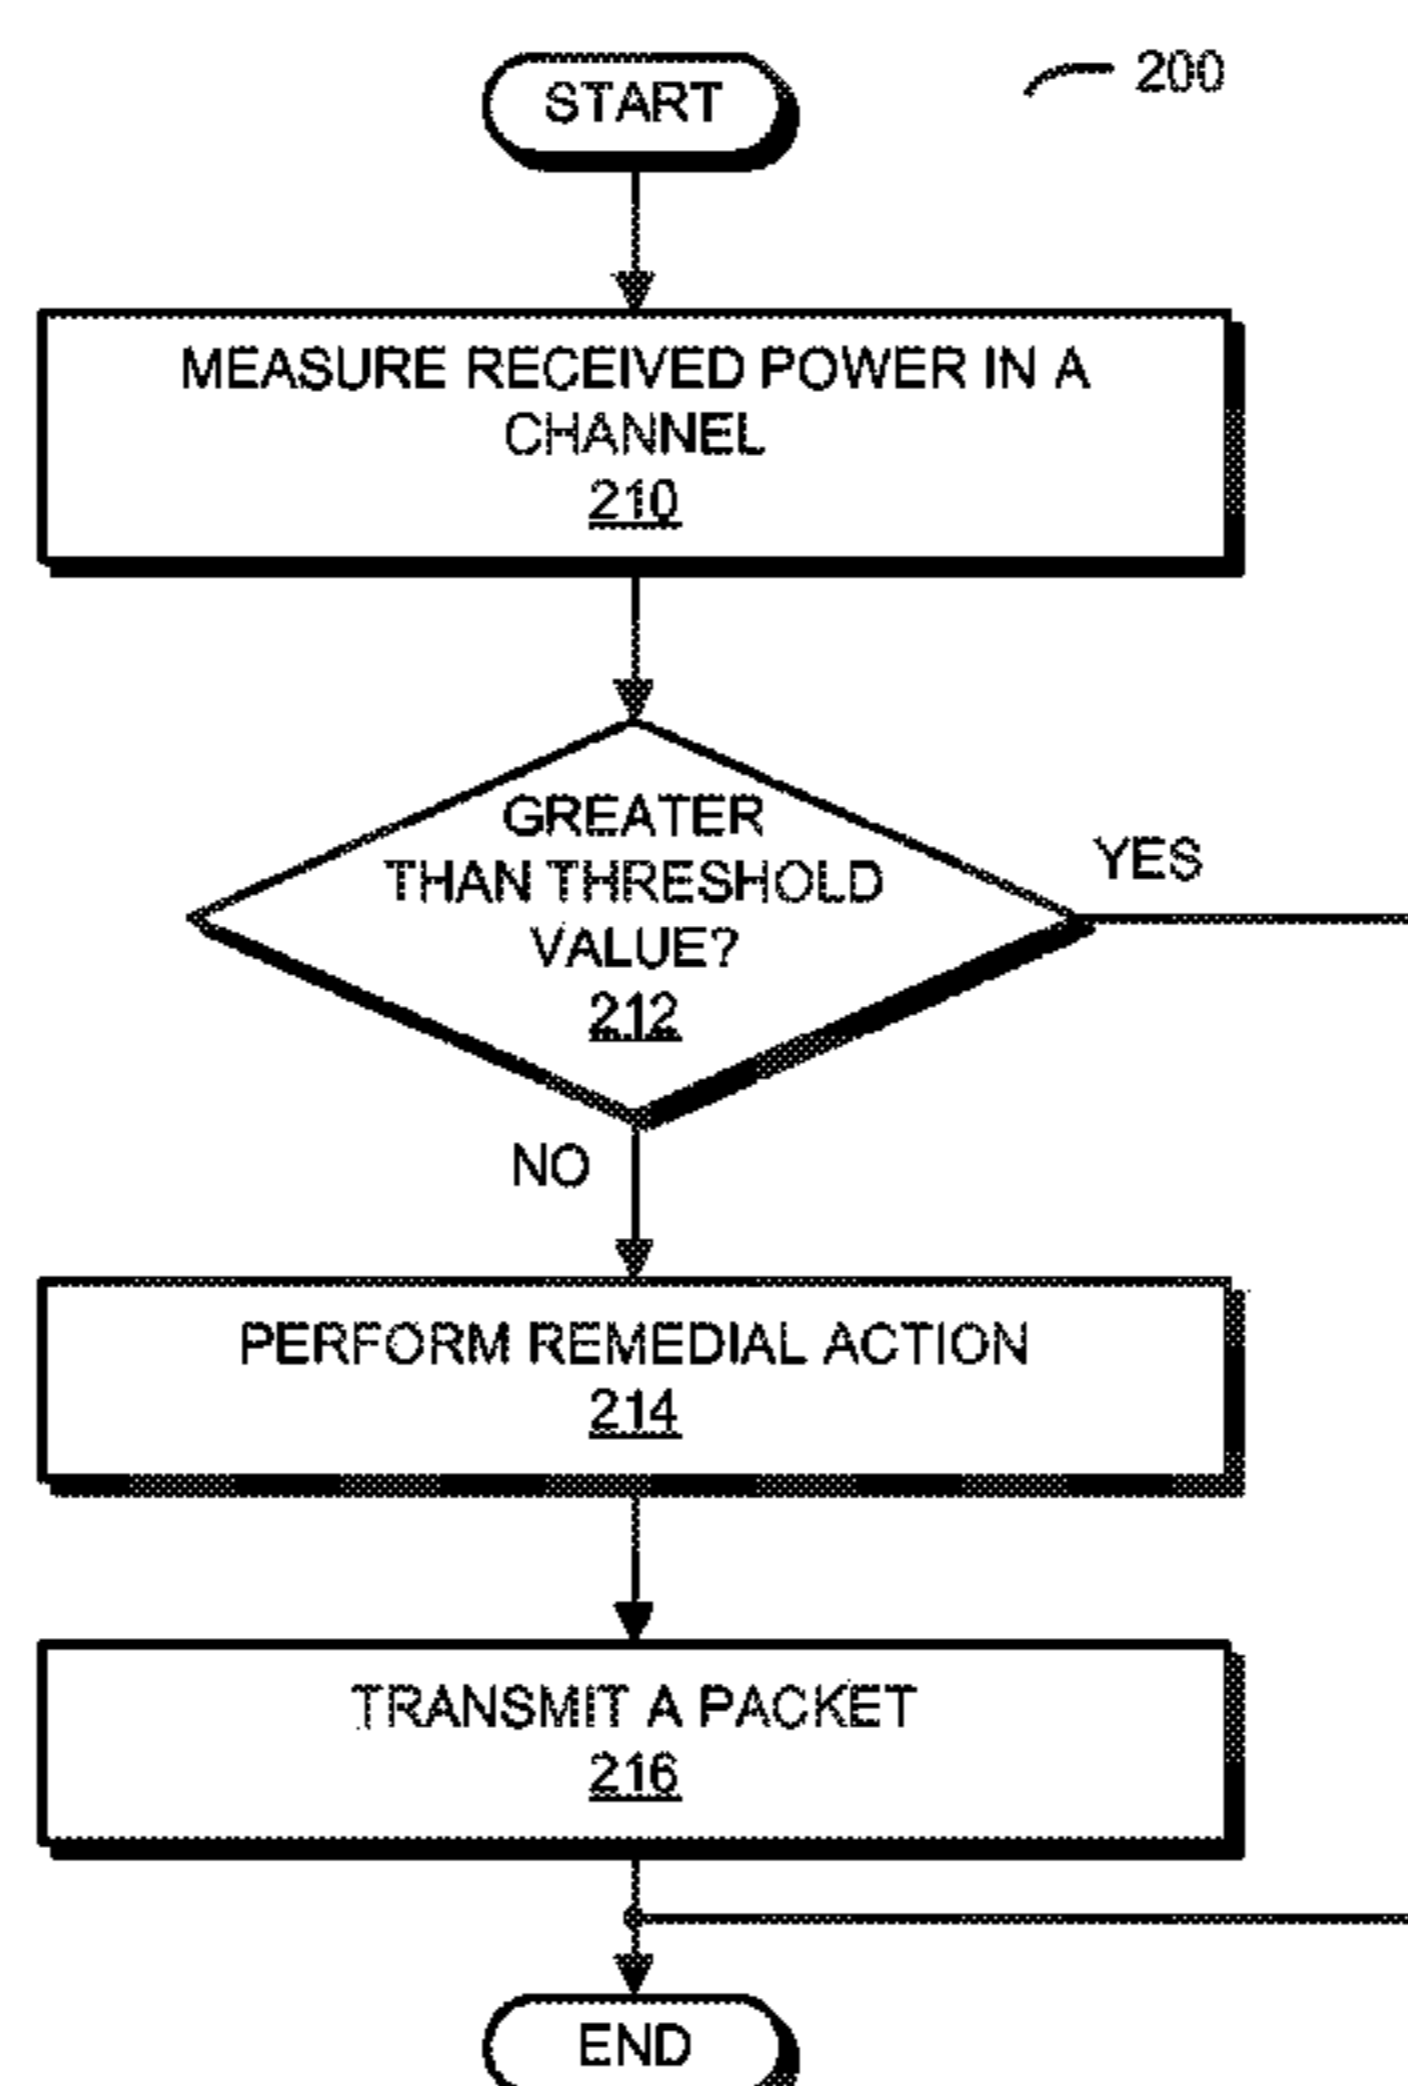 START
200
MEASURE RECEIVED POWER IN A
CHANNEL
210
GREATER
THAN THRESHOLD
VALUE?
212
YES
NO
PERFORM REMEDIAL ACTION
214
TRANSMIT A PACKET
216
END